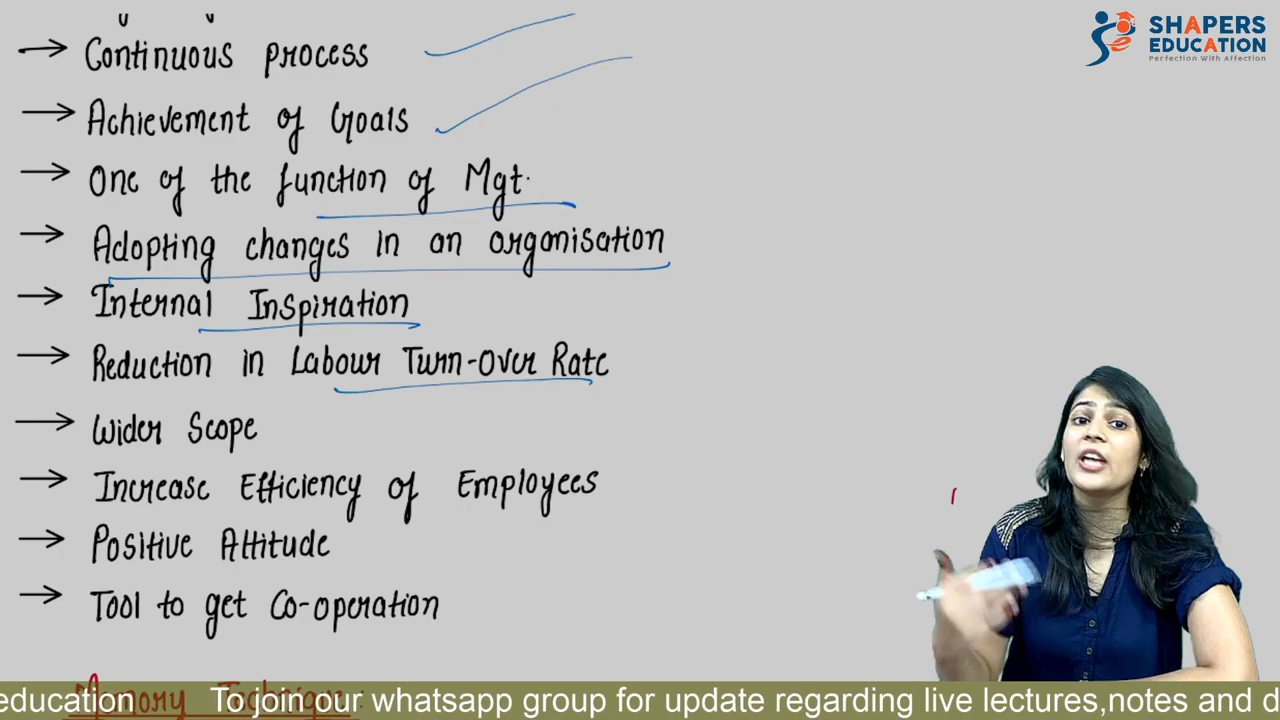 SHAPERS
EDUCATION
Perfection With Affection
→ Continuous process
→ Achievement of Goals
→ One of the function of Mgt.
→ Adopting changes in an organisation
→ Internal Inspiration
→ Reduction in Labour Turn-Over Rate
→ Wider Scope
→ Increase Efficiency of Employees
→ Positive Attitude
→ Tool to get Co-operation
Memory Technique:
education To join our whatsapp group for update regarding live lectures,notes and d